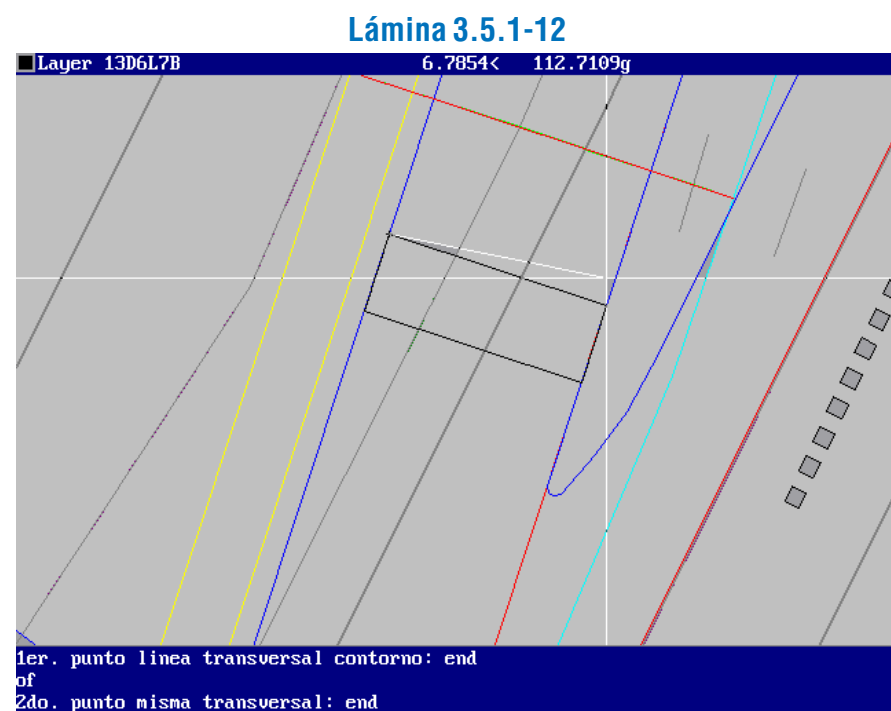 Lámina 3.5.1-12
Layer 13D6L7B 6.7854< 112.7109g
1er. punto linea transversal contorno: end
of
2do. punto misma transversal: end